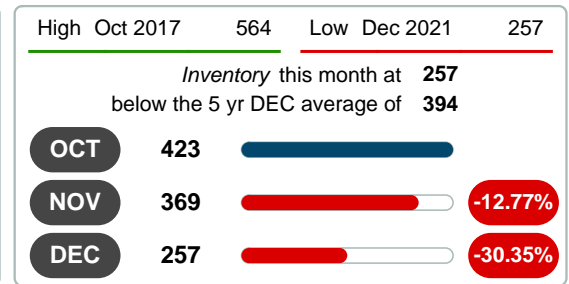 High Oct 2017 564 Low Dec 2021 257
Inventory this month at 257
below the 5 yr DEC average of 394
OCT 423
NOV 369 -12.77%
DEC 257 -30.35%